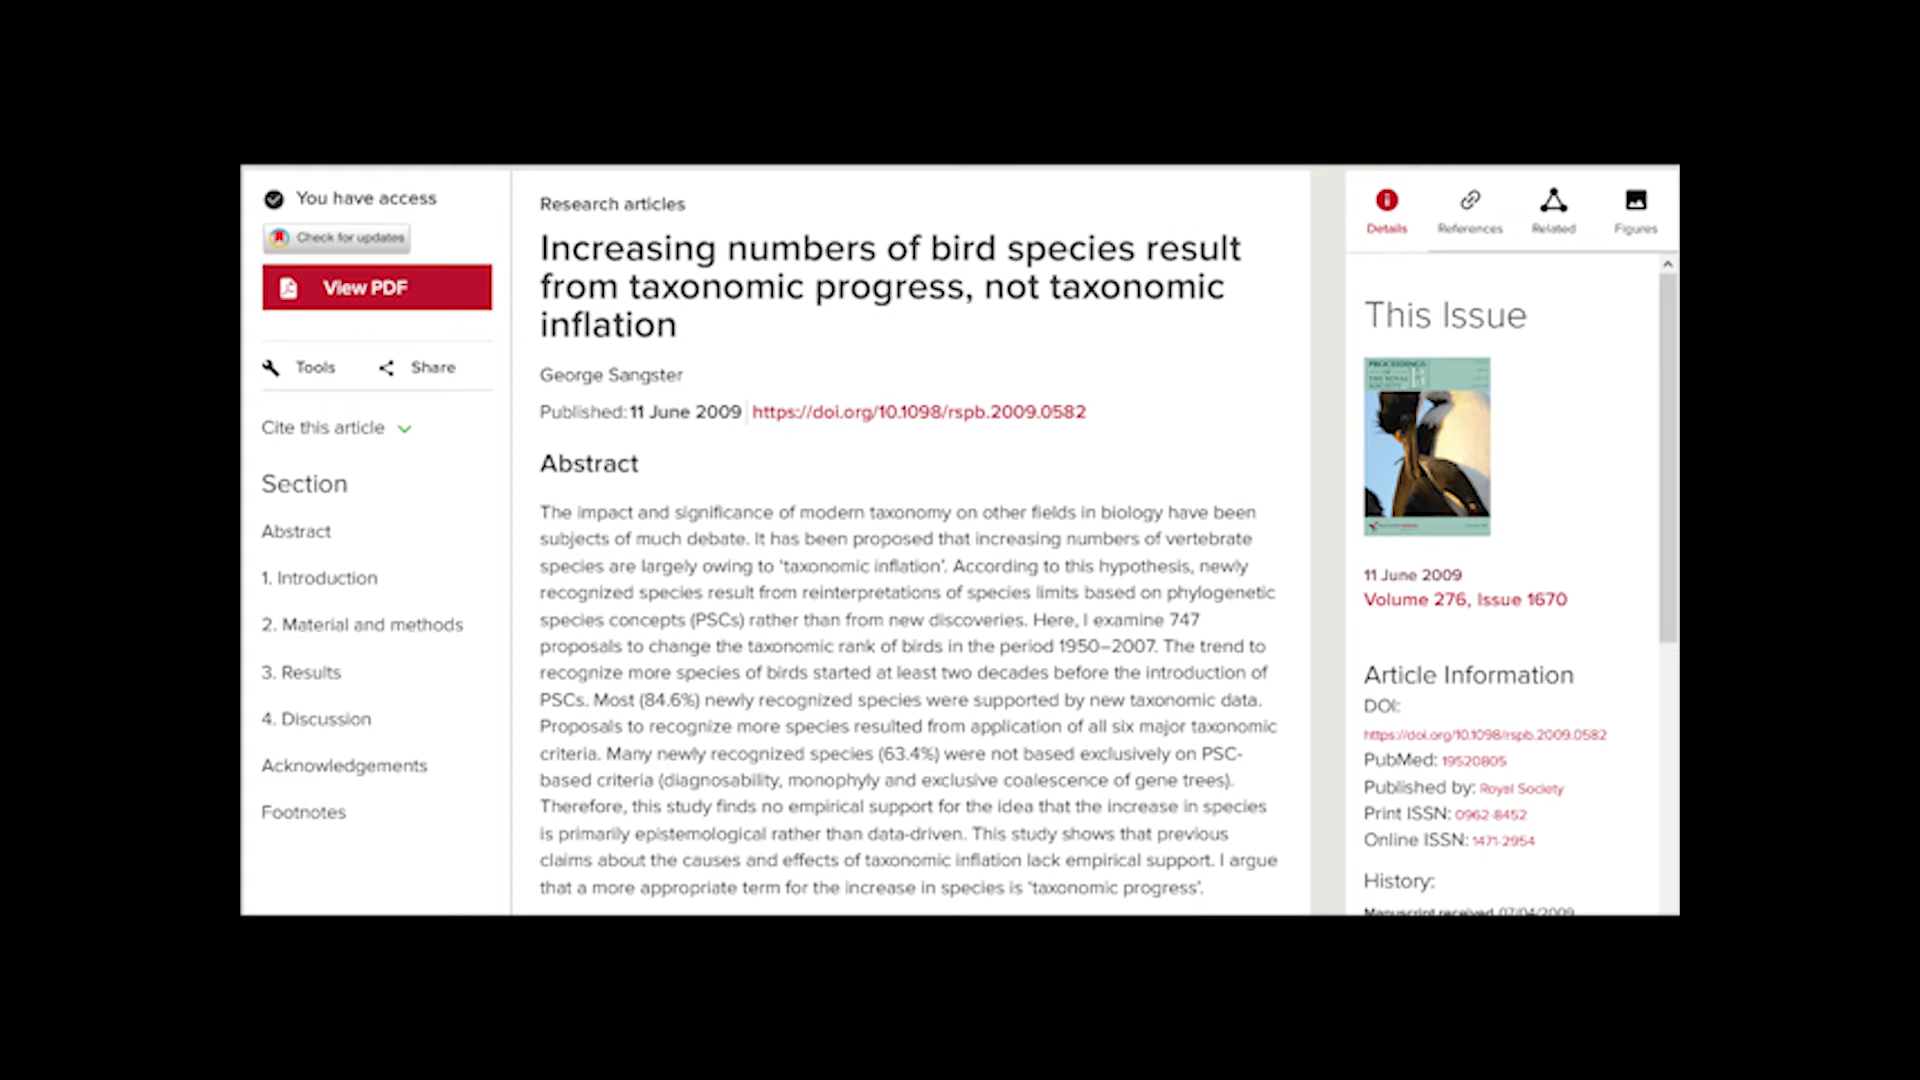 You have access
Check for updates
View PDF
Tools
Share
Cite this article
Section
Abstract
1. Introduction
2. Material and methods
3. Results
4. Discussion
Acknowledgements
Footnotes
Research articles
Increasing numbers of bird species result
from taxonomic progress, not taxonomic
inflation
George Sangster
Published: 11 June 2009 https://doi.org/10.1098/rspb.2009.0582
Abstract
The impact and significance of modern taxonomy on other fields in biology have been
subjects of much debate. It has been proposed that increasing numbers of vertebrate
species are largely owing to 'taxonomic inflation'. According to this hypothesis, newly
recognized species result from reinterpretations of species limits based on phylogenetic
species concepts (PSCs) rather than from new discoveries. Here, I examine 747
proposals to change the taxonomic rank of birds in the period 1950–2007. The trend to
recognize more species of birds started at least two decades before the introduction of
PSCs. Most (84.6%) newly recognized species were supported by new taxonomic data.
Proposals to recognize more species resulted from application of all six major taxonomic
criteria. Many newly recognized species (63.4%) were not based exclusively on PSC-
based criteria (diagnosability, monophyly and exclusive coalescence of gene trees).
Therefore, this study finds no empirical support for the idea that the increase in species
is primarily epistemological rather than data-driven. This study shows that previous
claims about the causes and effects of taxonomic inflation lack empirical support. I argue
that a more appropriate term for the increase in species is 'taxonomic progress'.
Details
References
Related
Figures
This Issue
PROCEEDINGS
OF
THE ROYAL
SOCIETY B
11 June 2009
Volume 276, Issue 1670
Article Information
DOI:
https://doi.org/10.1098/rspb.2009.0582
PubMed: 19520805
Published by: Royal Society
Print ISSN: 0962-8452
Online ISSN: 1471-2954
History:
Manuscript received 07/04/2009